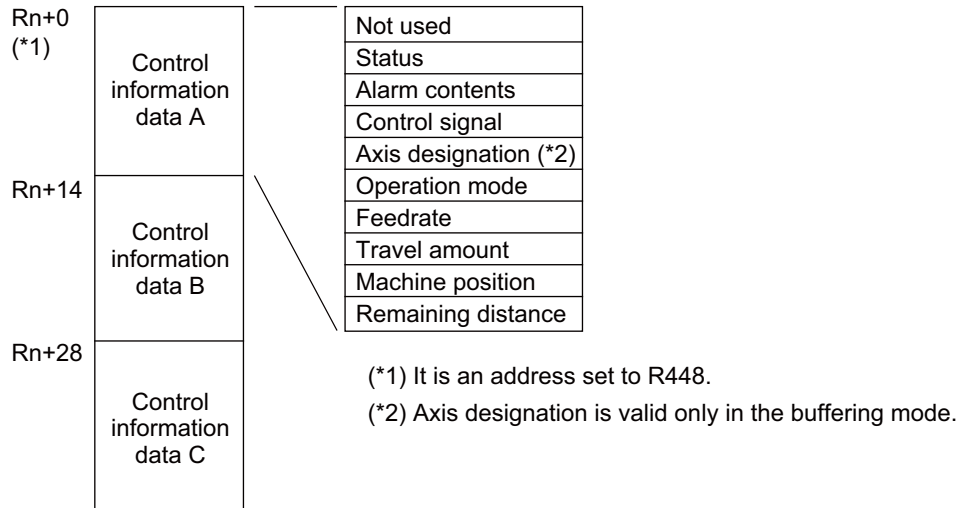 Rn+0
(*1)
Control
information
data A
Rn+14
Control
information
data B
Rn+28
Control
information
data C
Not used
Status
Alarm contents
Control signal
Axis designation (*2)
Operation mode
Feedrate
Travel amount
Machine position
Remaining distance
(*1) It is an address set to R448.
(*2) Axis designation is valid only in the buffering mode.